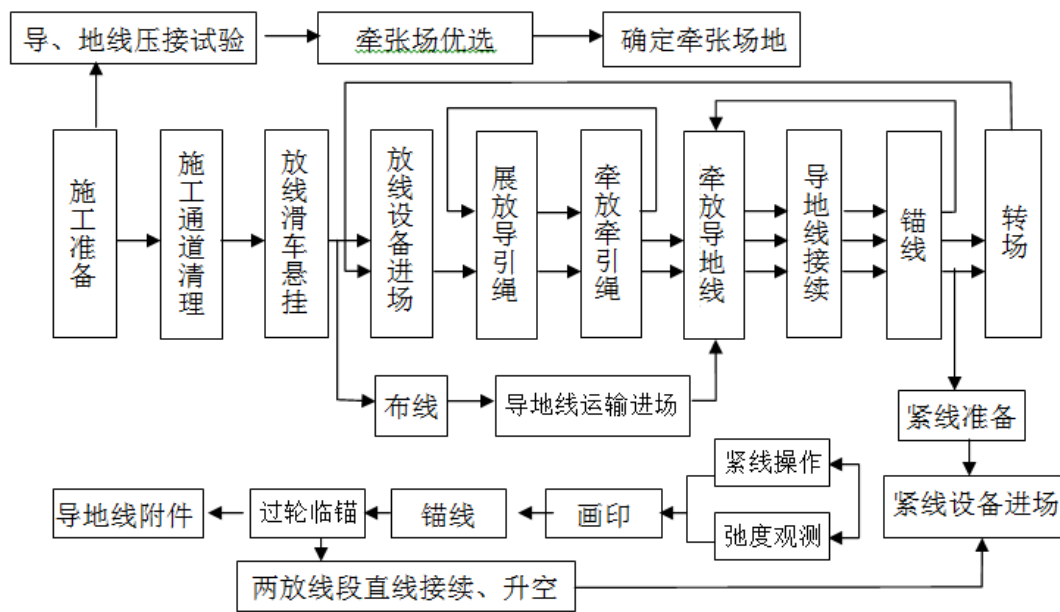 导、地线压接试验
牵张场优选
确定牵张场地
施工准备
施工通道清理
放线滑车悬挂
放线设备进场
展放导引绳
牵放牵引绳
牵放导地线
导地线接续
锚线
转场
布线
导地线运输进场
紧线准备
紧线操作
导地线附件
过轮临锚
锚线
画印
弛度观测
紧线设备进场
两放线段直线接续、升空